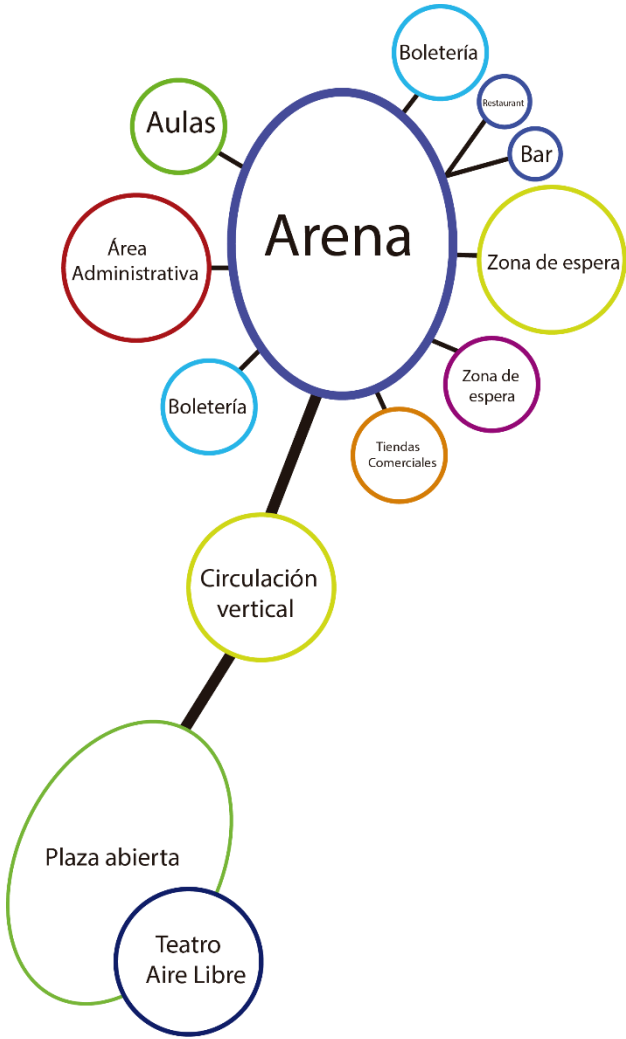 Boletería
Restaurant
Aulas
Bar
Arena
Área
Administrativa
Zona de espera
Zona de
espera
Boletería
Tiendas
Comerciales
Circulación
vertical
Plaza abierta
Teatro
Aire Libre